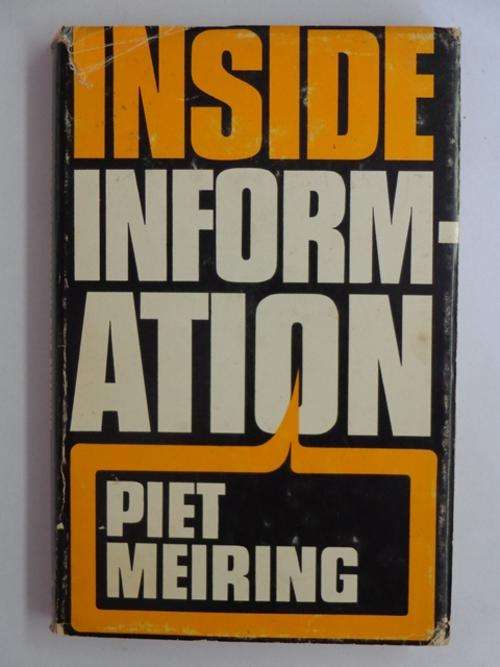 INSIDE
INFORM-
ATION
PIET
MEIRING